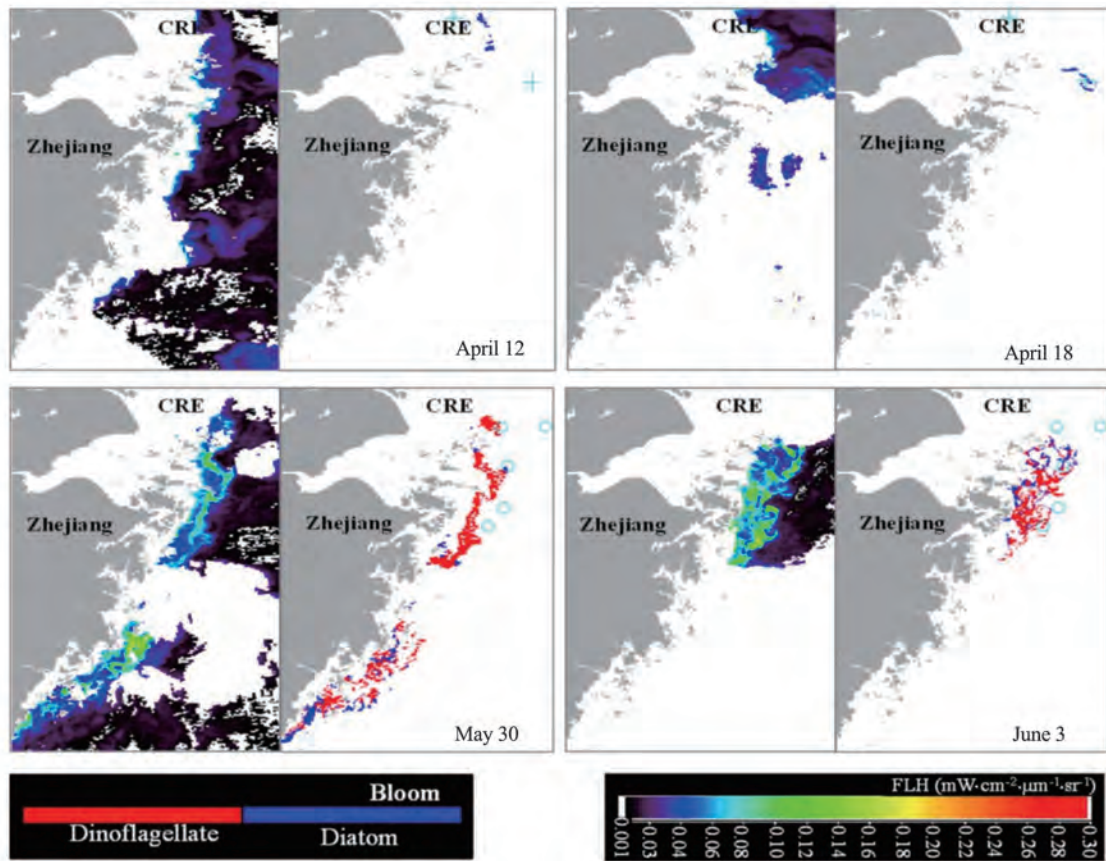 CRE
CRE
Zhejiang
Zhejiang
April 12
CRE
CRE
Zhejiang
Zhejiang
April 18
CRE
CRE
Zhejiang
Zhejiang
May 30
CRE
CRE
Zhejiang
Zhejiang
June 3
Bloom
Dinoflagellate
Diatom
FLH (mW·cm⁻²·μm⁻¹·sr⁻¹)
0.001
0.03
0.04
0.06
0.10
0.12
0.14
0.16
0.18
0.20
0.22
0.24
0.26
0.28
0.30